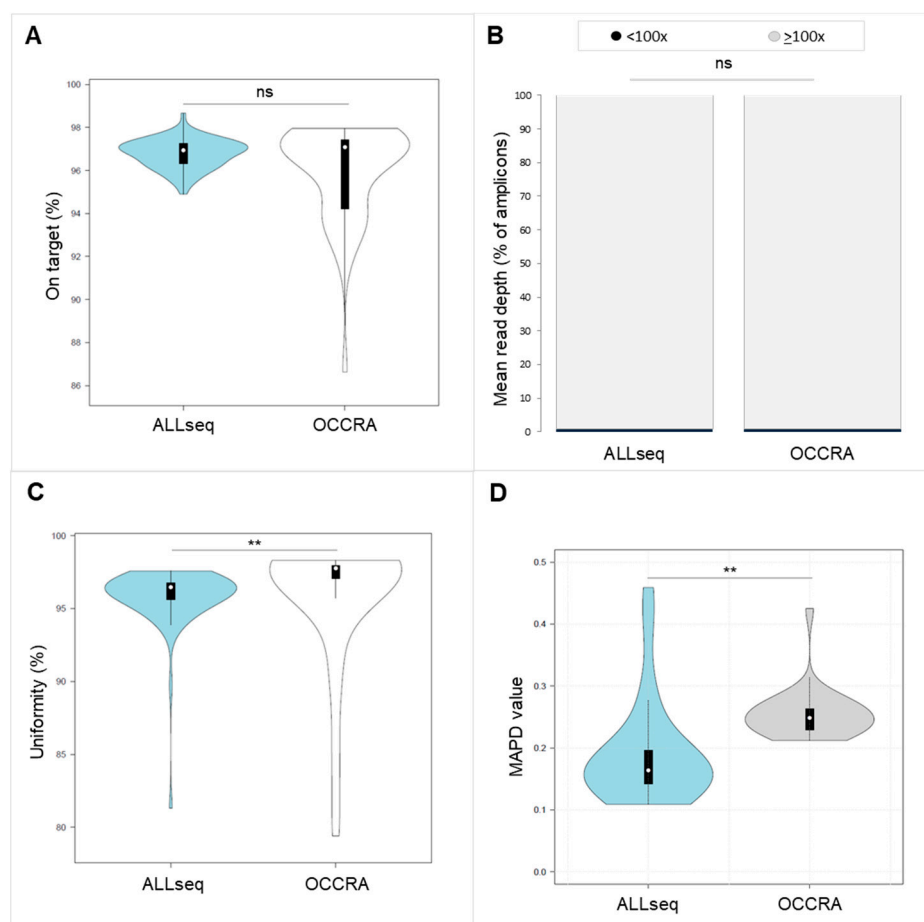 A
ns
On target (%)
100
98
96
94
92
90
88
86
ALLseq
OCCRA
B
<100x
≥100x
ns
Mean read depth (% of amplicons)
100
90
80
70
60
50
40
30
20
10
0
ALLseq
OCCRA
C
**
Uniformity (%)
100
95
90
85
80
ALLseq
OCCRA
D
**
MAPD value
0.5
0.4
0.3
0.2
0.1
0.0
ALLseq
OCCRA